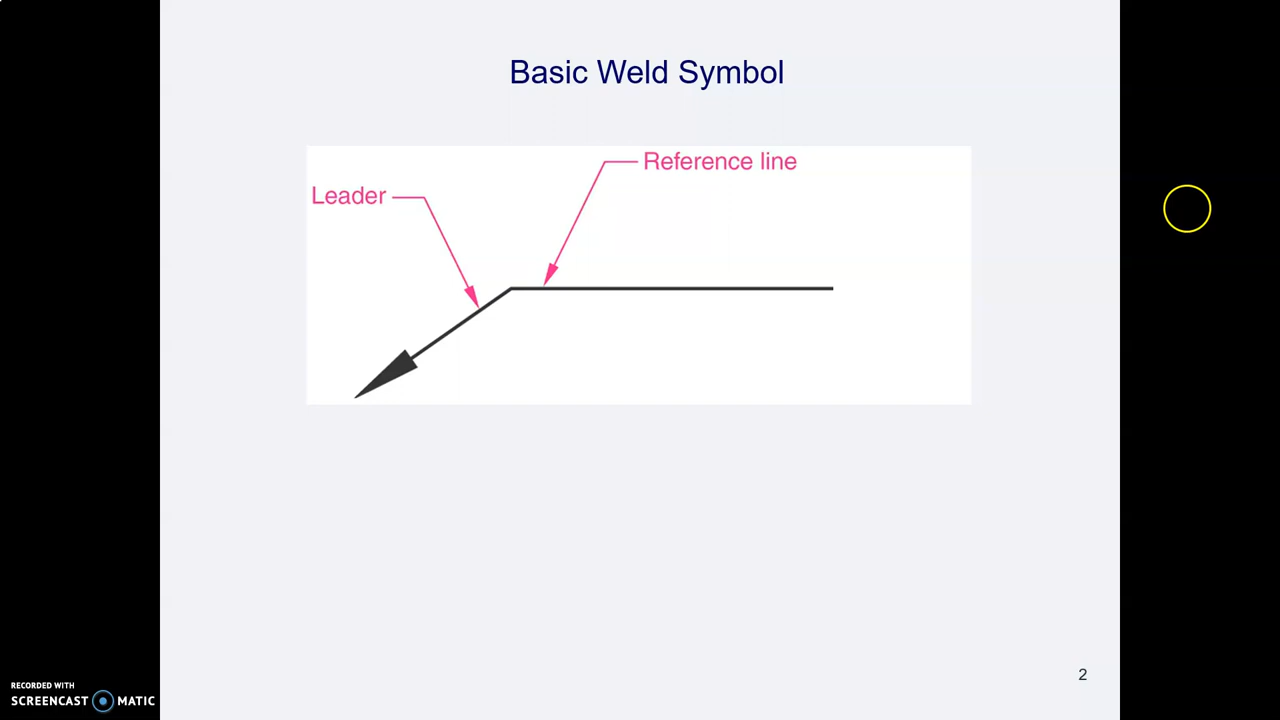 Basic Weld Symbol
Reference line
Leader
2
RECORDED WITH
SCREENCAST MATIC